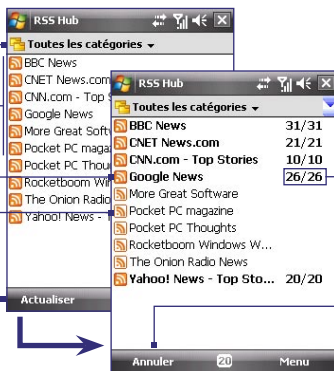 RSS Hub
Toutes les catégories
BBC News
CNET News.com
CNN.com - Top S
Google News
More Great Soft
Pocket PC maga
Pocket PC Thou
Rocketboom Wi
The Onion Radio
Yahoo! News - T
Actualiser
RSS Hub
Toutes les catégories
BBC News 31/31
CNET News.com 21/21
CNN.com - Top Stories 10/10
Google News 26/26
More Great Software
Pocket PC magazine
Pocket PC Thoughts
Rocketboom Windows W...
The Onion Radio News
Yahoo! News - Top Sto... 20/20
Annuler 20 Menu